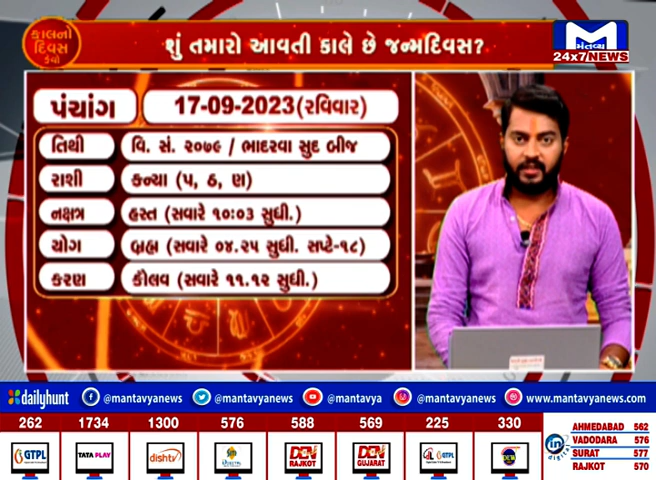 કાલનો
દિવસ
કેવો
શું તમારો આવતી કાલે છે જન્મદિવસ?
M
મંતવ્ય
24x7NEWS
પંચાંગ 17-09-2023(રવિવાર)
તિથી વિ. સં. ૨૦૭૯ / ભાદરવા સુદ બીજ
રાશી કન્યા (પ, ઠ, ણ)
નક્ષત્ર હસ્ત (સવારે ૧૦:૦૩ સુધી.)
યોગ બ્રહ્મ (સવારે ૦૪.૨૫ સુધી. સપ્ટે-૧૮)
કરણ કૌલવ (સવારે ૧૧.૧૨ સુધી.)
dailyhunt @mantavyanews @mantavyanews @mantavya @mantavyanews www.mantavyanews.com
262 1734 1300 576 588 569 225 330
GTPL TATA PLAY dishtv DEN RAJKOT DEN GUJARAT
in digital
AHMEDABAD 562
VADODARA 576
SURAT 577
RAJKOT 570